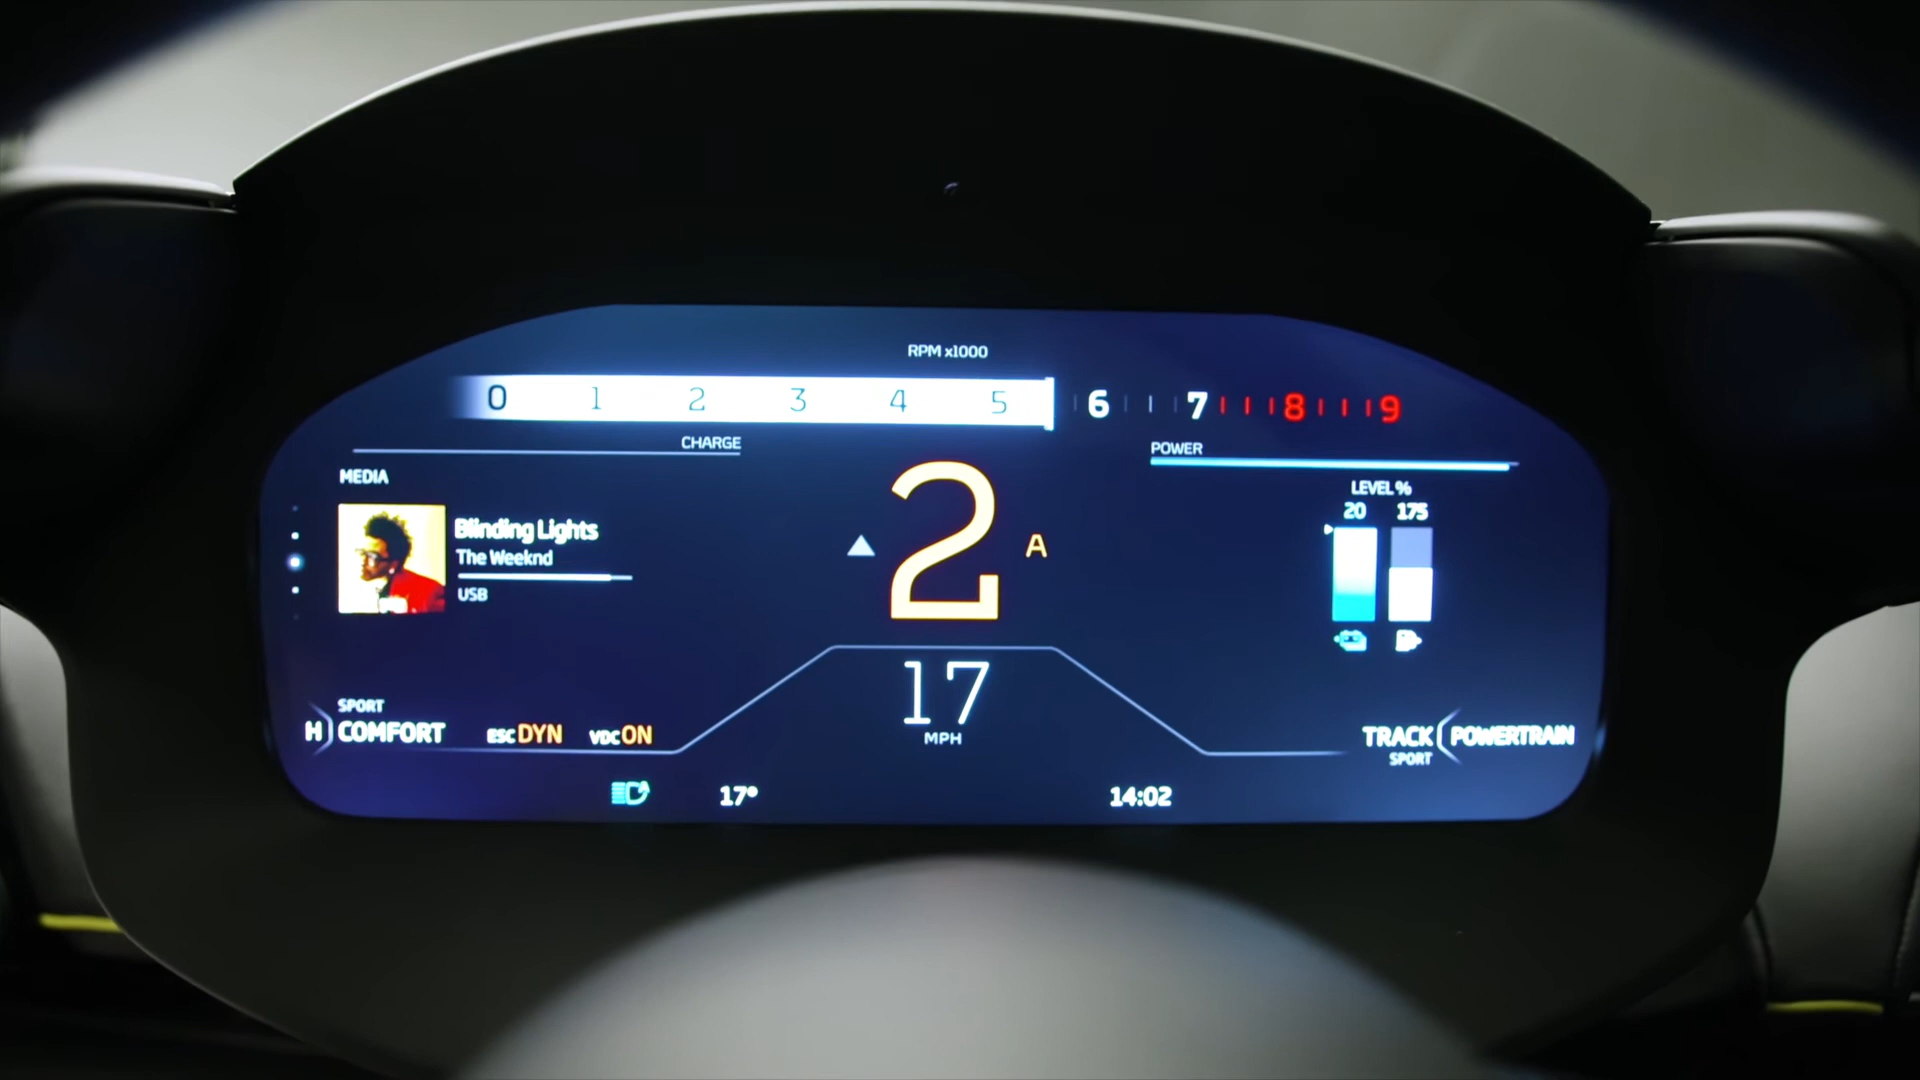 RPM x1000
0 1 2 3 4 5 6 7 8 9
CHARGE
POWER
MEDIA
Blinding Lights
The Weeknd
USB
2 A
LEVEL %
20 175
17
MPH
SPORT
H COMFORT
ESC DYN VDC ON
TRACK POWERTRAIN
SPORT
A
17°
14:02